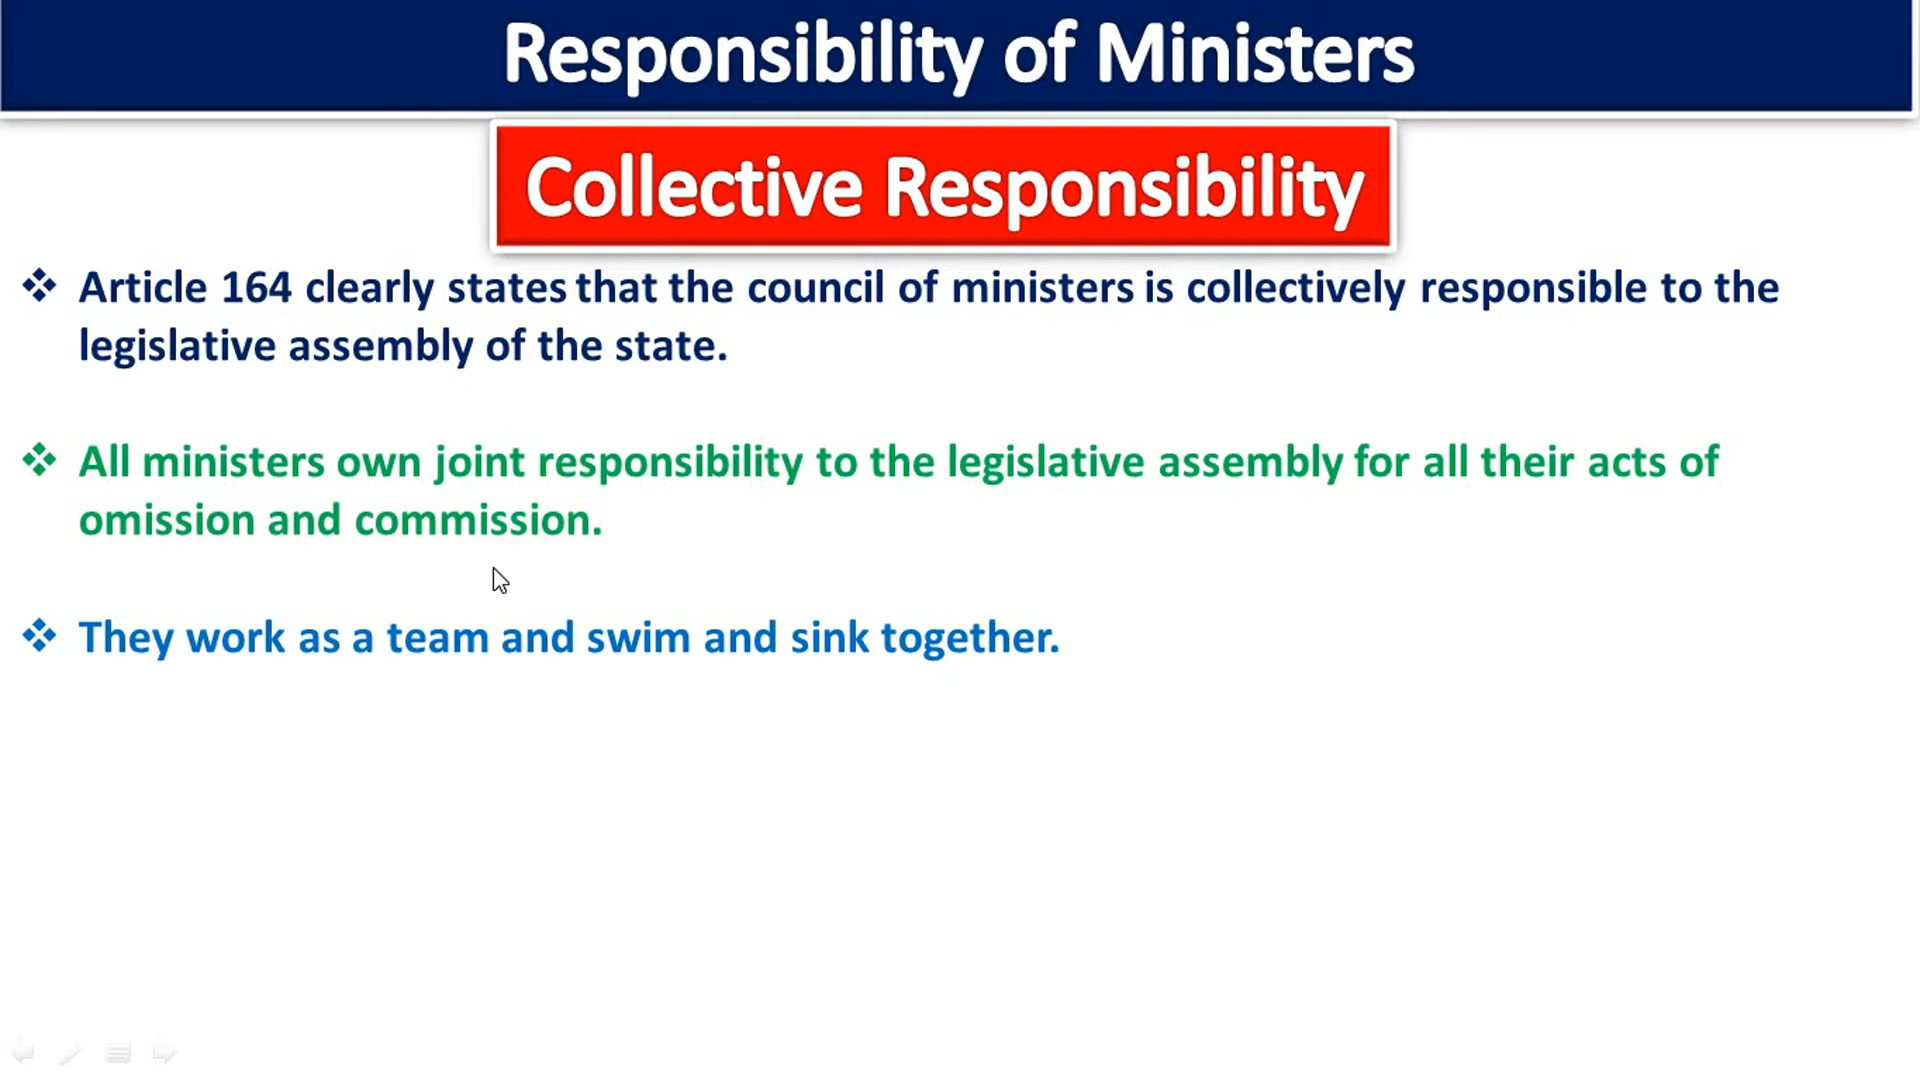 Responsibility of Ministers
Collective Responsibility
❖ Article 164 clearly states that the council of ministers is collectively responsible to the
legislative assembly of the state.
❖ All ministers own joint responsibility to the legislative assembly for all their acts of
omission and commission.
❖ They work as a team and swim and sink together.